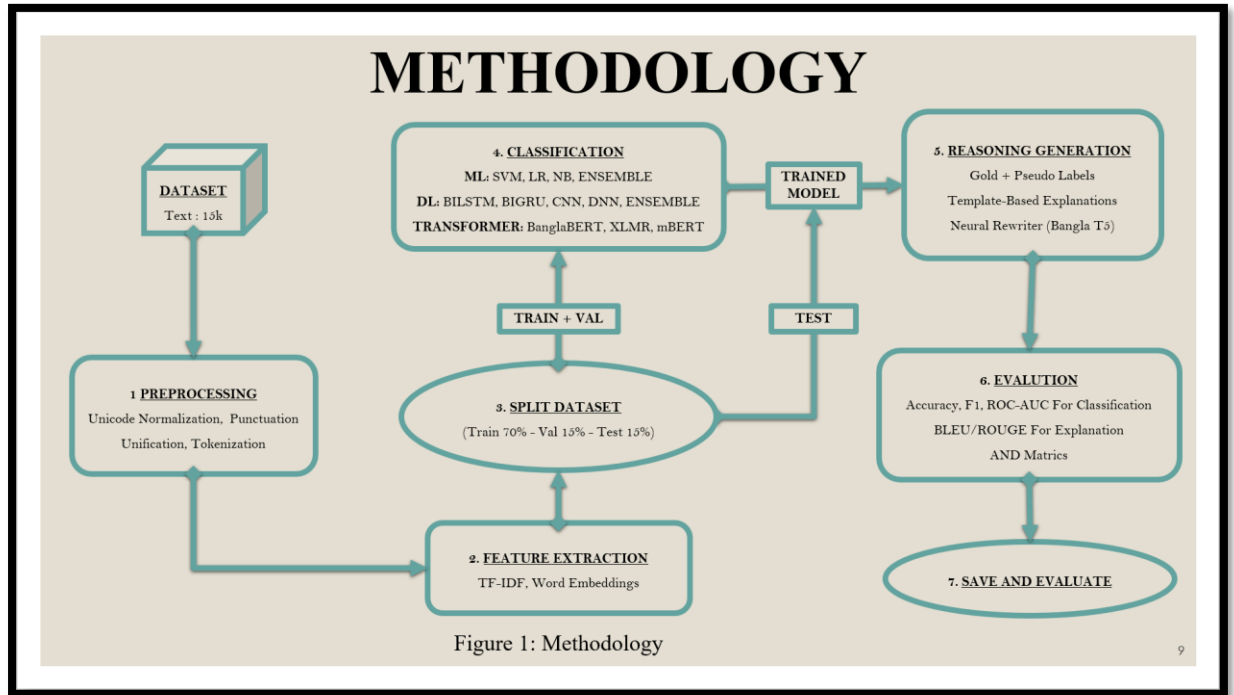 METHODOLOGY
DATASET
Text : 15k
1 PREPROCESSING
Unicode Normalization, Punctuation
Unification, Tokenization
2. FEATURE EXTRACTION
TF-IDF, Word Embeddings
3. SPLIT DATASET
(Train 70% - Val 15% - Test 15%)
TRAIN + VAL
TEST
4. CLASSIFICATION
ML: SVM, LR, NB, ENSEMBLE
DL: BILSTM, BIGRU, CNN, DNN, ENSEMBLE
TRANSFORMER: BanglaBERT, XLMR, mBERT
TRAINED
MODEL
5. REASONING GENERATION
Gold + Pseudo Labels
Template-Based Explanations
Neural Rewriter (Bangla T5)
6. EVALUTION
Accuracy, F1, ROC-AUC For Classification
BLEU/ROUGE For Explanation
AND Matrics
7. SAVE AND EVALUATE
Figure 1: Methodology
9